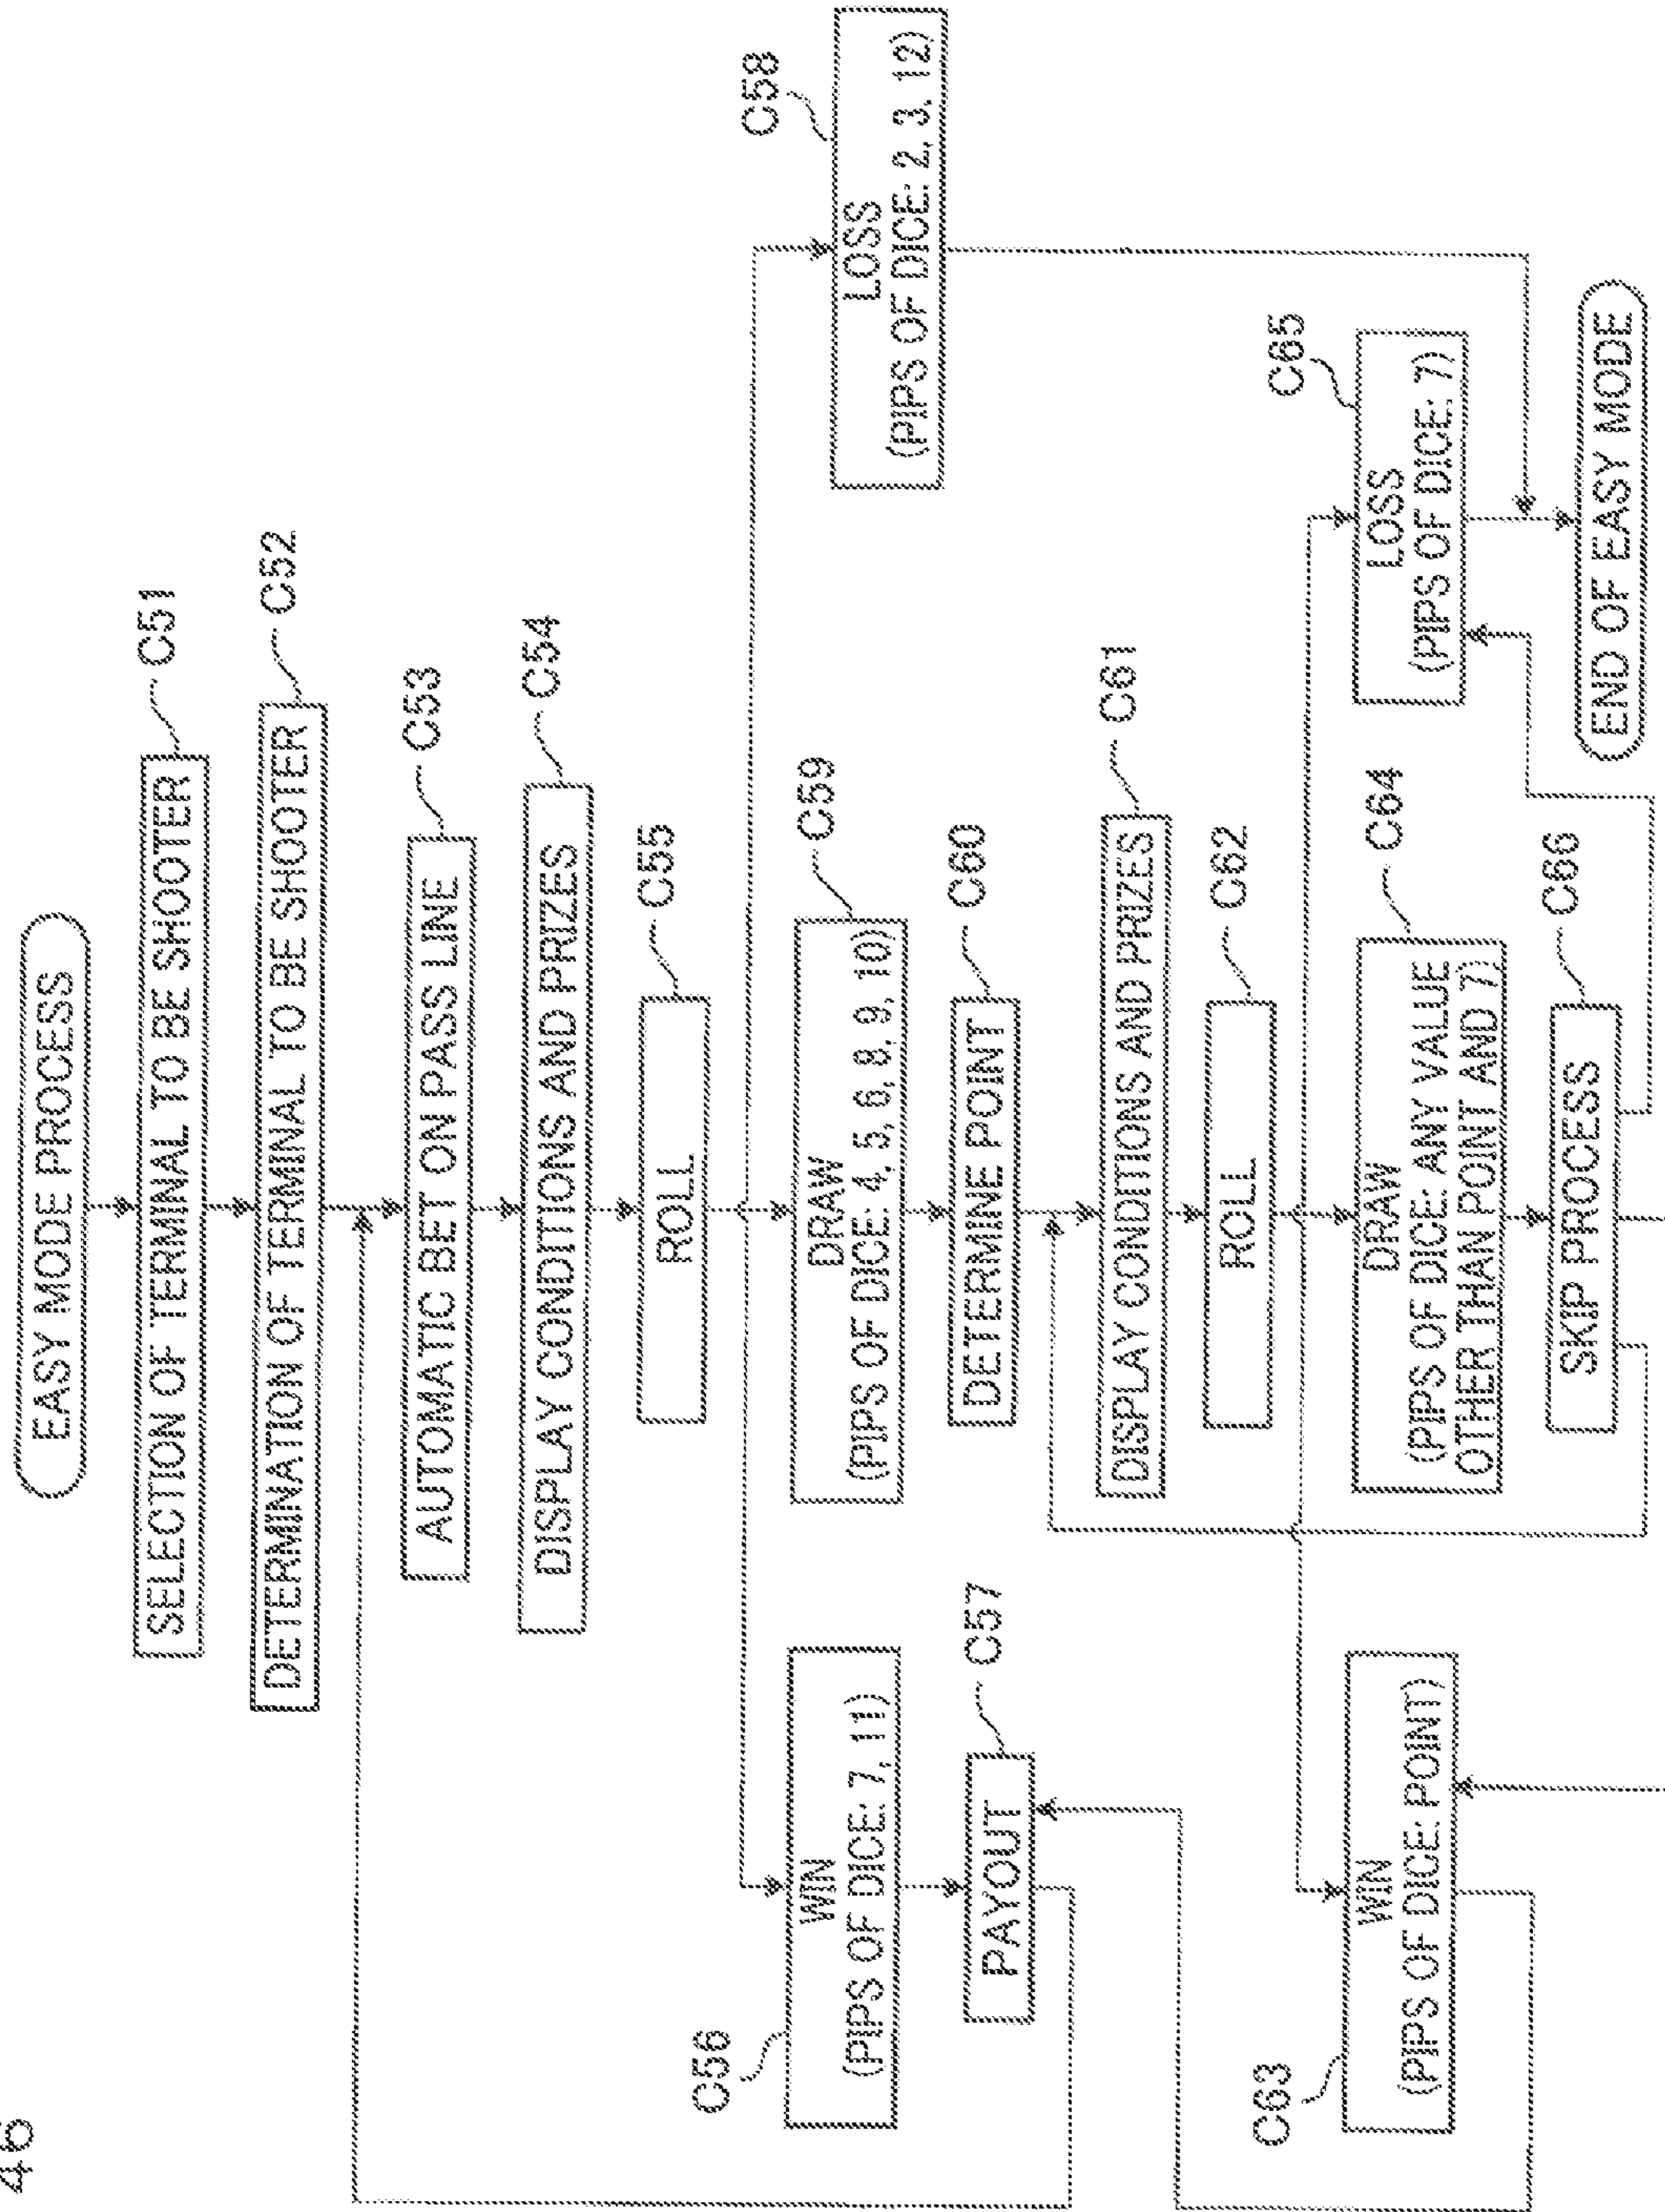 46
EASY MODE PROCESS
SELECTION OF TERMINAL TO BE SHOOTER
C51
DETERMINATION OF TERMINAL TO BE SHOOTER
C52
AUTOMATIC BET ON PASS LINE
C53
DISPLAY CONDITIONS AND PRIZES
C54
ROLL
C55
C56
WIN
(PIPS OF DICE: 7, 11)
PAYOUT
C57
C58
LOSS
(PIPS OF DICE: 2, 3, 12)
DRAW
(PIPS OF DICE: 4, 5, 6, 8, 9, 10)
C59
DETERMINE POINT
C60
DISPLAY CONDITIONS AND PRIZES
C61
ROLL
C62
C63
WIN
(PIPS OF DICE: POINT)
DRAW
(PIPS OF DICE: ANY VALUE
OTHER THAN POINT AND 7)
C64
LOSS
(PIPS OF DICE: 7)
C65
SKIP PROCESS
C66
END OF EASY MODE